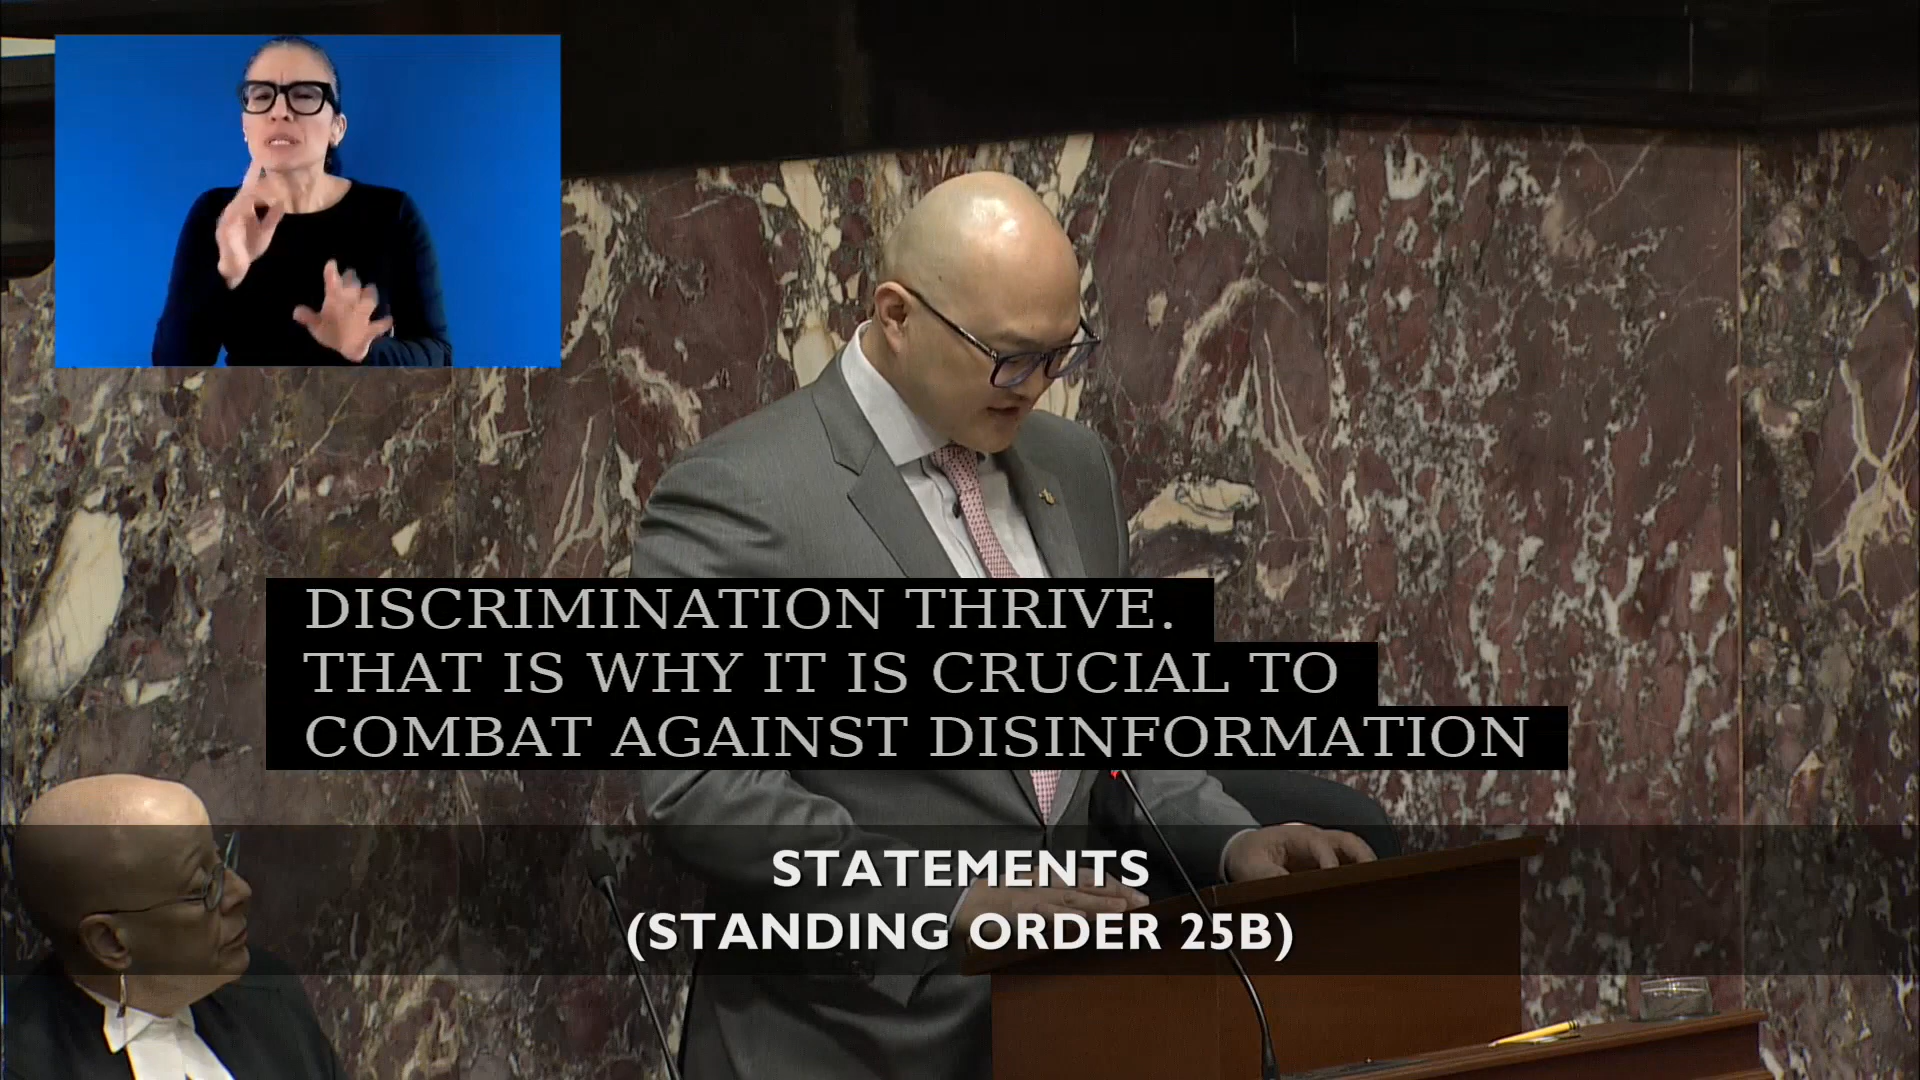 DISCRIMINATION THRIVE.
THAT IS WHY IT IS CRUCIAL TO
COMBAT AGAINST DISINFORMATION
STATEMENTS
(STANDING ORDER 25B)